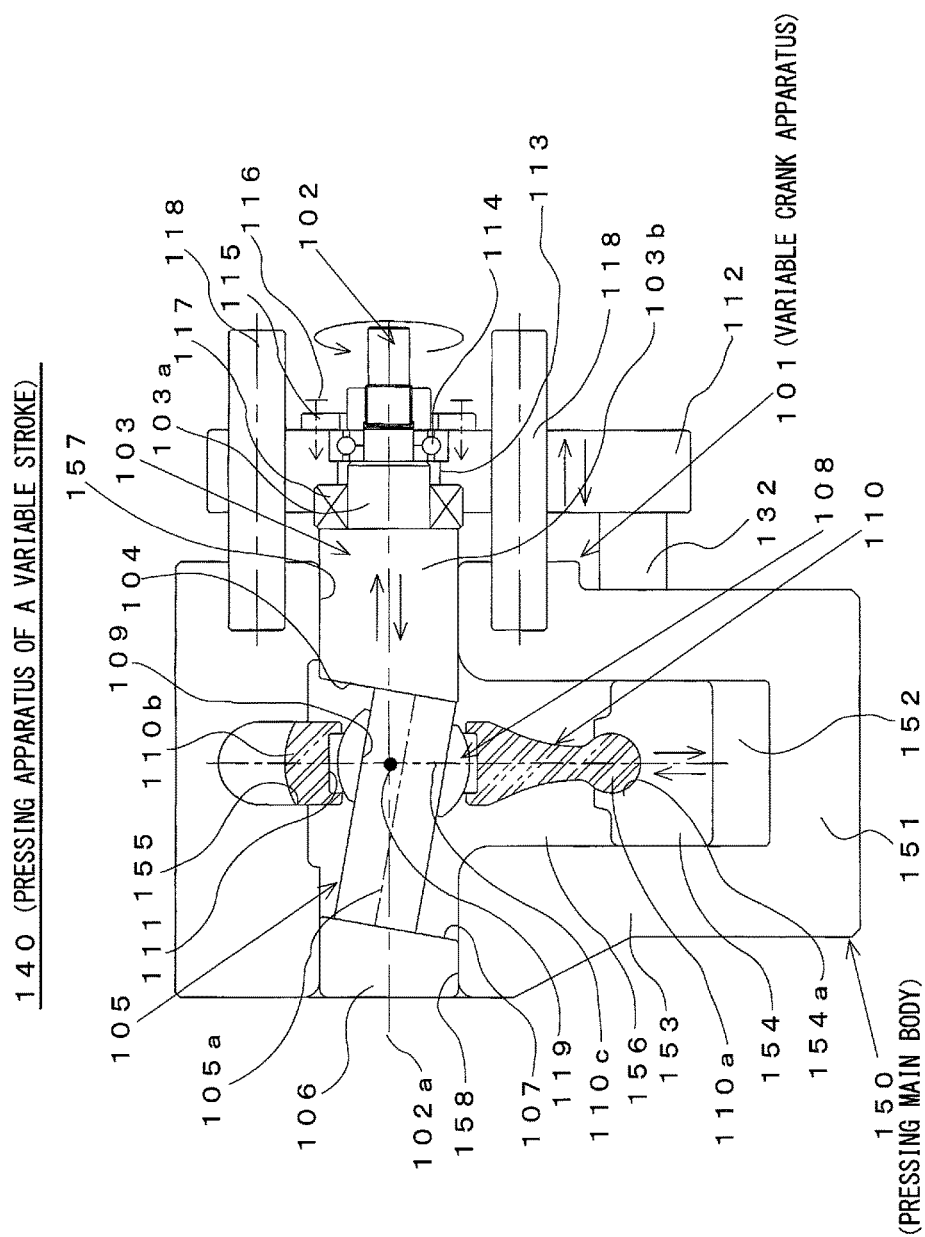 140 (PRESSING APPARATUS OF A VARIABLE STROKE)
105
111
155
110b
109
104
157
103
103a
117
115
118
116
102
114
113
118
103b
101 (VARIABLE CRANK APPARATUS)
112
132
108
110
152
151
105a
106
102a
158
107
119
110c
156
153
110a
154
154a
150
(PRESSING MAIN BODY)